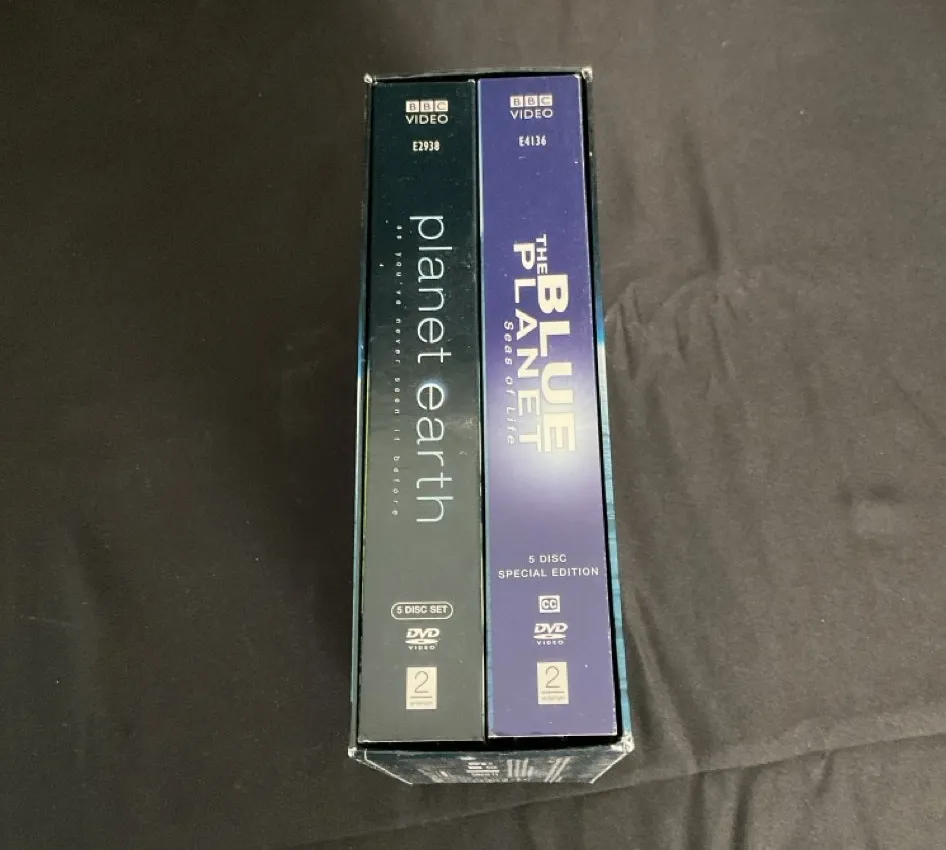 BBC
VIDEO
E2938
planet earth
as you've never seen it before
5 DISC SET
DVD
VIDEO
2
BBC
VIDEO
E4136
THE BLUE
PLANET
Seas of Life
5 DISC
SPECIAL EDITION
CC
DVD
VIDEO
2